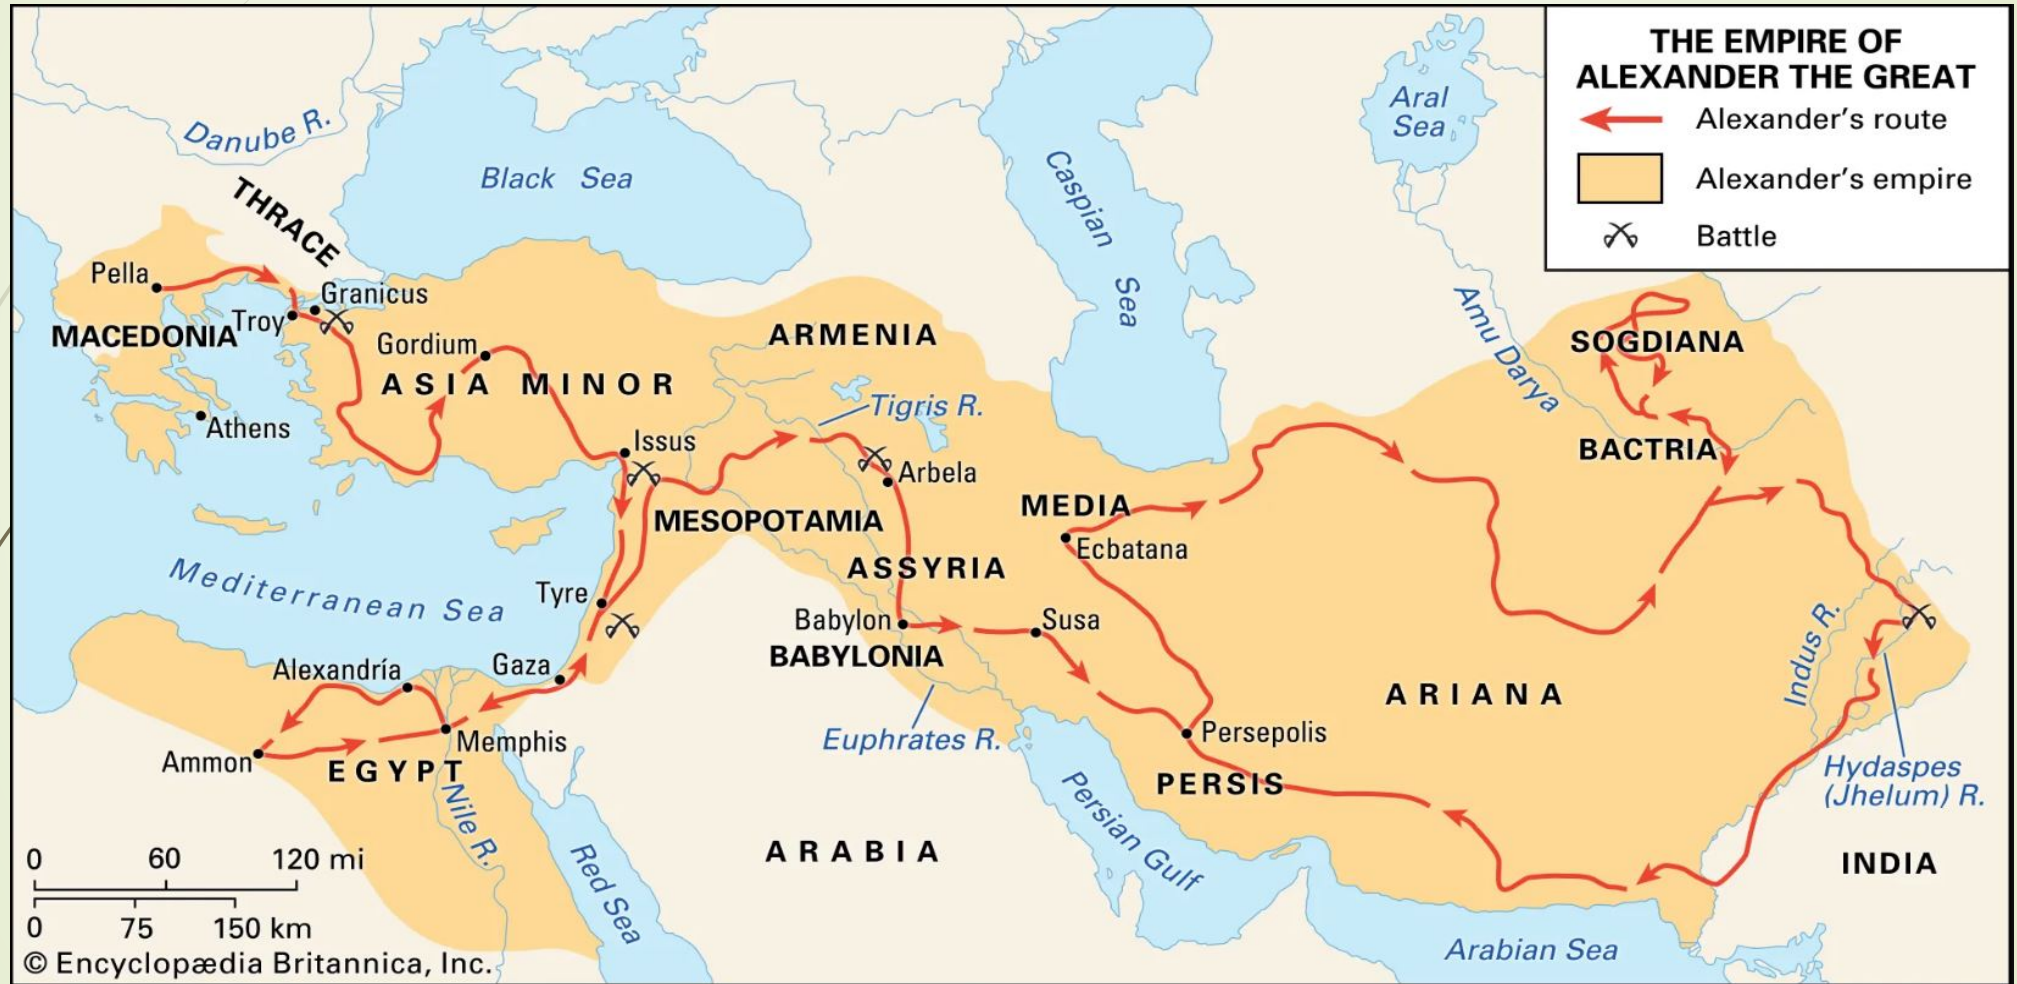 THE EMPIRE OF
ALEXANDER THE GREAT
Alexander's route
Alexander's empire
Battle
Aral
Sea
Danube R.
Black Sea
Caspian
Sea
THRACE
Pella
Granicus
MACEDONIA
Troy
Gordium
ARMENIA
Amu Darya
SOGDIANA
ASIA MINOR
Tigris R.
Athens
Issus
BACTRIA
Arbela
MEDIA
MESOPOTAMIA
Ecbatana
Mediterranean Sea
ASSYRIA
Tyre
Babylon
Susa
BABYLONIA
Indus R.
Alexandría
Gaza
ARIANA
Euphrates R.
Persepolis
Memphis
Ammon
EGYPT
PERSIS
Hydaspes
(Jhelum) R.
Nile R.
Persian Gulf
ARABIA
INDIA
Red Sea
Arabian Sea
0 60 120 mi
0 75 150 km
© Encyclopædia Britannica, Inc.